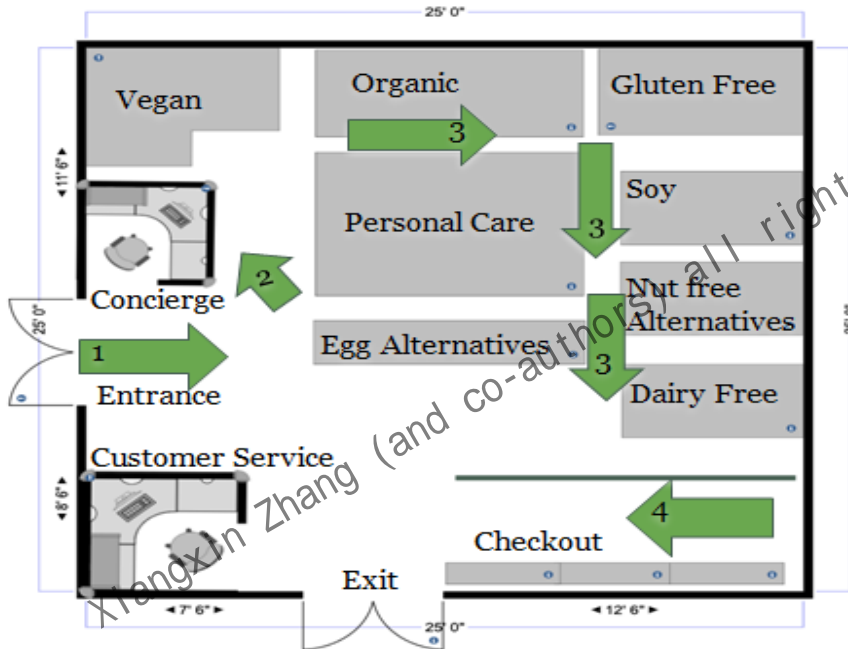 25' 0"
Vegan
Organic
Gluten Free
3
11' 6"
Soy
Personal Care
3
2
Concierge
Nut free
Alternatives
25' 0"
1
Egg Alternatives
3
Entrance
Dairy Free
Customer Service
8' 6"
4
Checkout
Exit
7' 6"
12' 6"
25' 0"
Xiangxin Zhang (and co-authors) all right